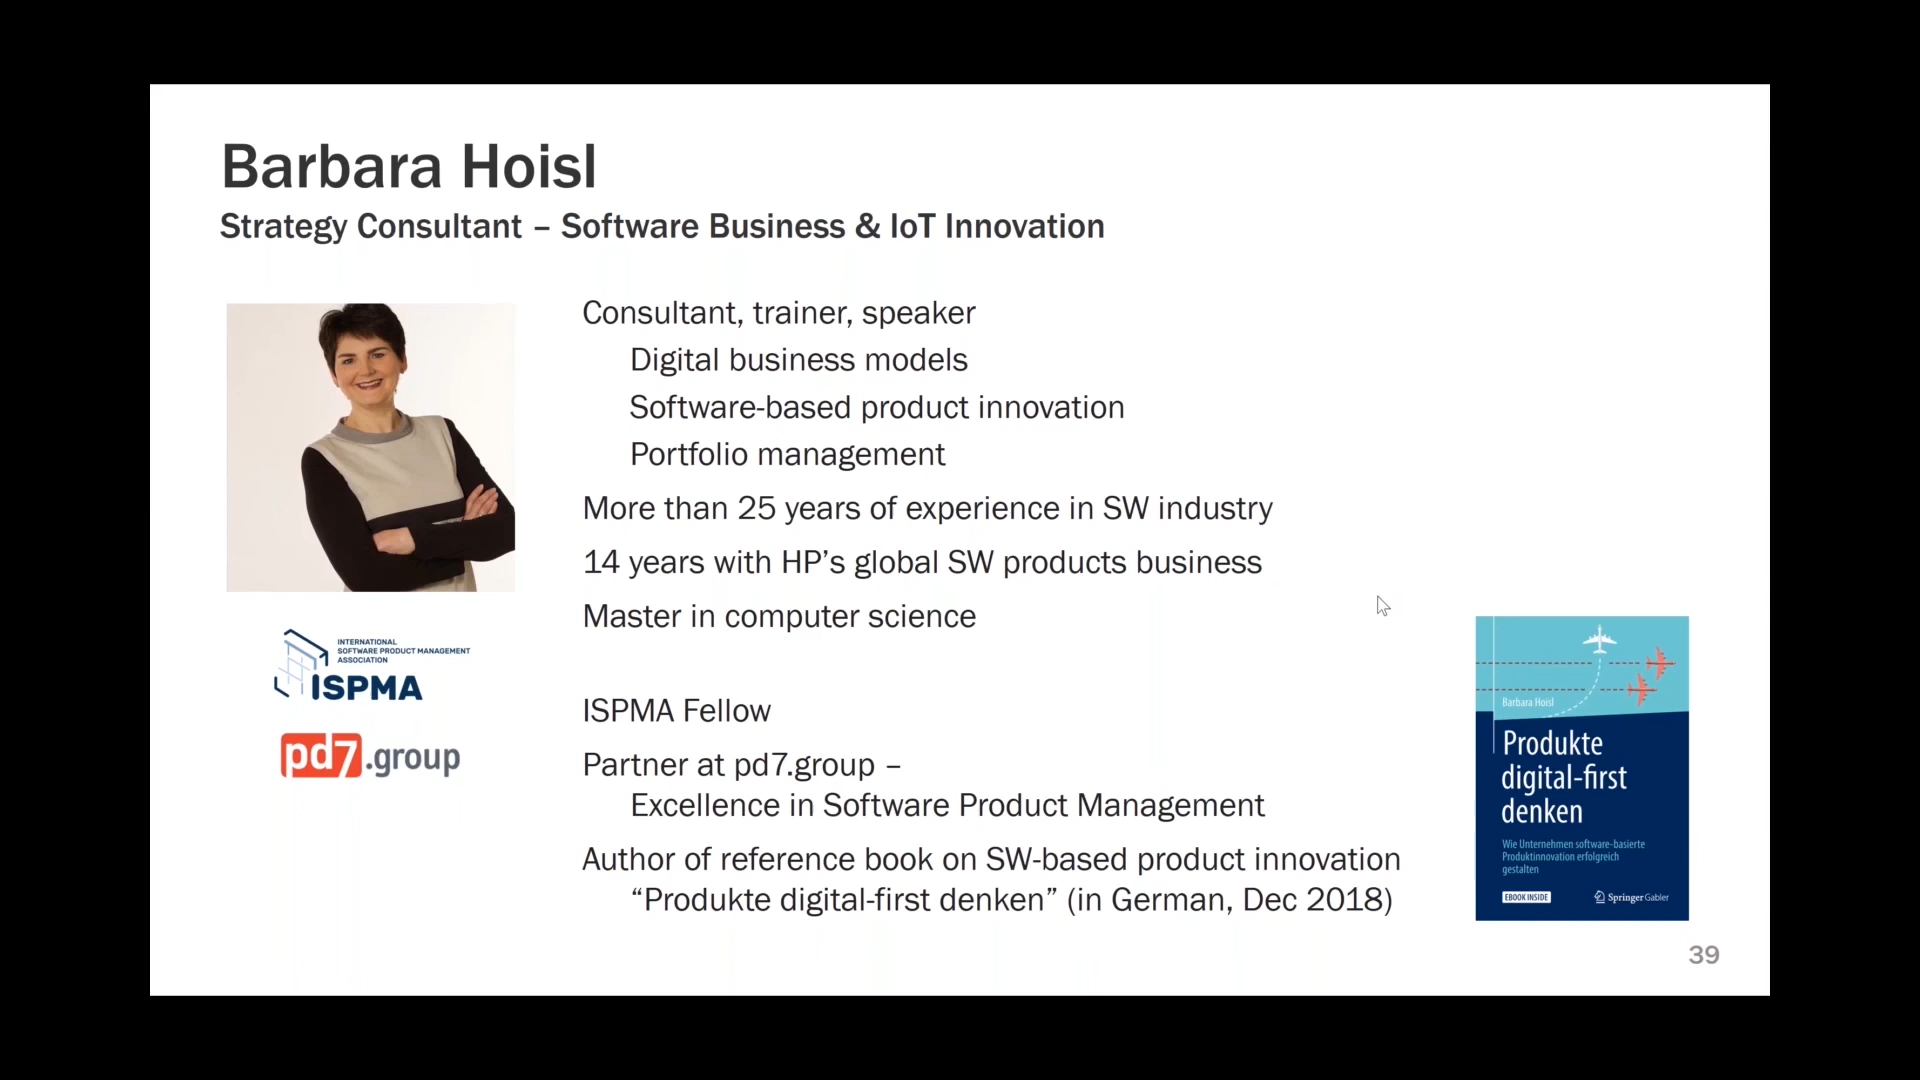 Barbara Hoisl
Strategy Consultant – Software Business & IoT Innovation
Consultant, trainer, speaker
Digital business models
Software-based product innovation
Portfolio management
More than 25 years of experience in SW industry
14 years with HP’s global SW products business
Master in computer science
INTERNATIONAL
SOFTWARE PRODUCT MANAGEMENT
ASSOCIATION
ISPMA
pd7.group
ISPMA Fellow
Partner at pd7.group –
Excellence in Software Product Management
Author of reference book on SW-based product innovation
“Produkte digital-first denken” (in German, Dec 2018)
Barbara Hoisl
Produkte
digital-first
denken
Wie Unternehmen software-basierte
Produktinnovation erfolgreich
gestalten
EBOOK INSIDE
Springer Gabler
39